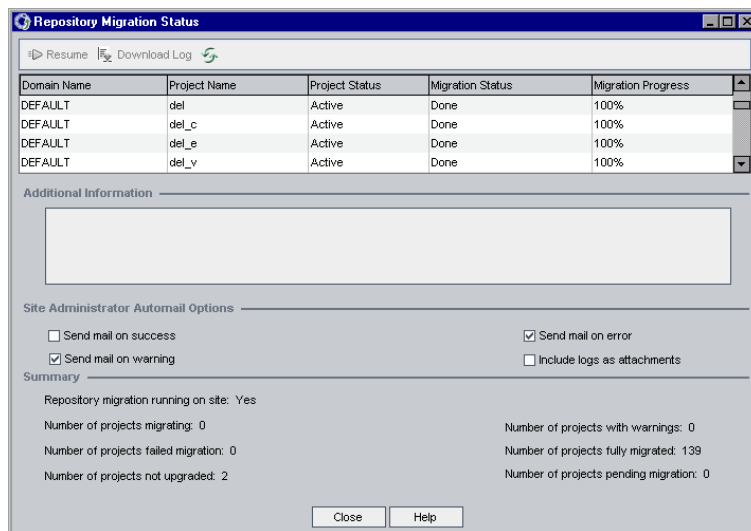 Repository Migration Status
Resume Download Log
Domain Name Project Name Project Status Migration Status Migration Progress
DEFAULT del Active Done 100%
DEFAULT del_c Active Done 100%
DEFAULT del_e Active Done 100%
DEFAULT del_v Active Done 100%
Additional Information
Site Administrator Automail Options
Send mail on success Send mail on error
Send mail on warning Include logs as attachments
Summary
Repository migration running on site: Yes
Number of projects migrating: 0 Number of projects with warnings: 0
Number of projects failed migration: 0 Number of projects fully migrated: 139
Number of projects not upgraded: 2 Number of projects pending migration: 0
Close Help